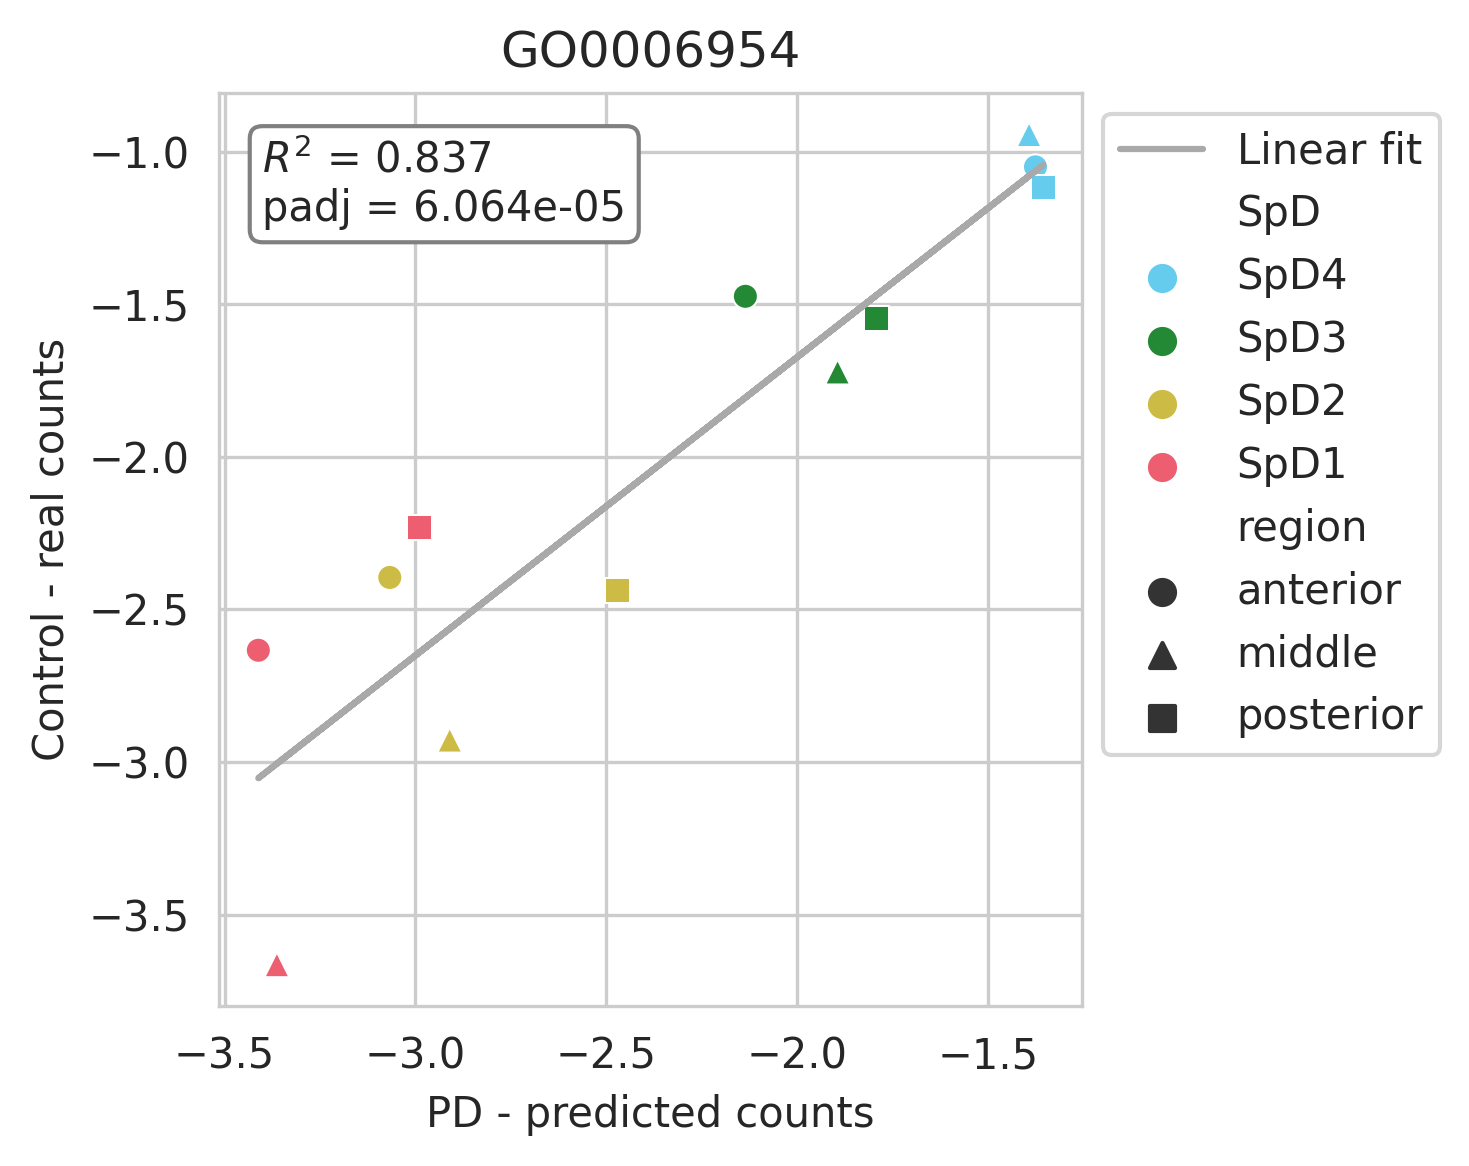 GO0006954
R² = 0.837
padj = 6.064e-05
−1.0
−1.5
−2.0
−2.5
−3.0
−3.5
Control - real counts
−3.5 −3.0 −2.5 −2.0 −1.5
PD - predicted counts
Linear fit
SpD
SpD4
SpD3
SpD2
SpD1
region
anterior
middle
posterior